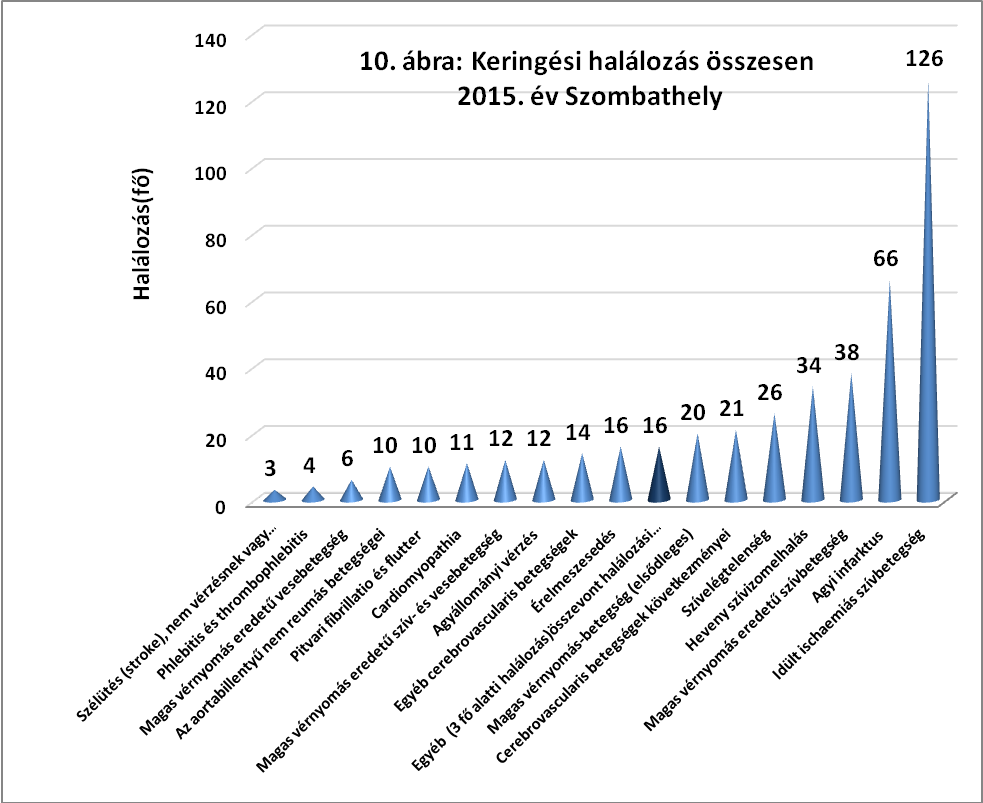 10. ábra: Keringési halálozás összesen
2015. év Szombathely
Halálozás(fő)
140
120
100
80
60
40
20
0
3
4
6
10
10
11
12
12
14
16
16
20
21
26
34
38
66
126
Szélütés (stroke), nem vérzésnek vagy...
Phlebitis és thrombophlebitis
Magas vérnyomás eredetű vesebetegség
Az aortabillentyű nem reumás betegségei
Pitvari fibrillatio és flutter
Cardiomyopathia
Magas vérnyomás eredetű szív- és vesebetegség
Agyállományi vérzés
Egyéb cerebrovascularis betegségek
Érelmeszesedés
Egyéb (3 fő alatti halálozás)összevont halálozási...
Magas vérnyomás-betegség (elsődleges)
Cerebrovascularis betegségek következményei
Szívelégtelenség
Heveny szívizomelhalás
Magas vérnyomás eredetű szívbetegség
Agyi infarktus
Idült ischaemiás szívbetegség